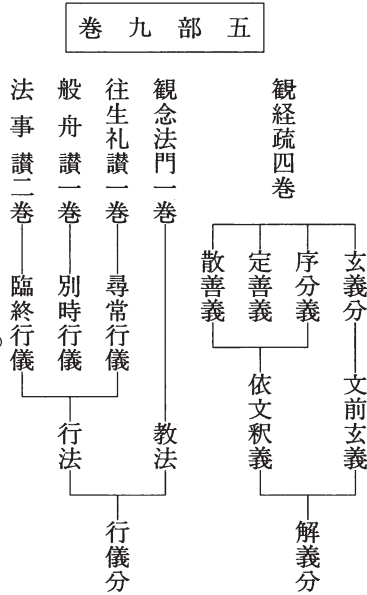 五部九巻
観経疏四巻
玄義分
序分義
定善義
散善義
文前玄義
依文釈義
解義分
観念法門一巻
教法
往生礼讃一巻
尋常行儀
般舟讃一巻
別時行儀
法事讃二巻
臨終行儀
行法
行儀分